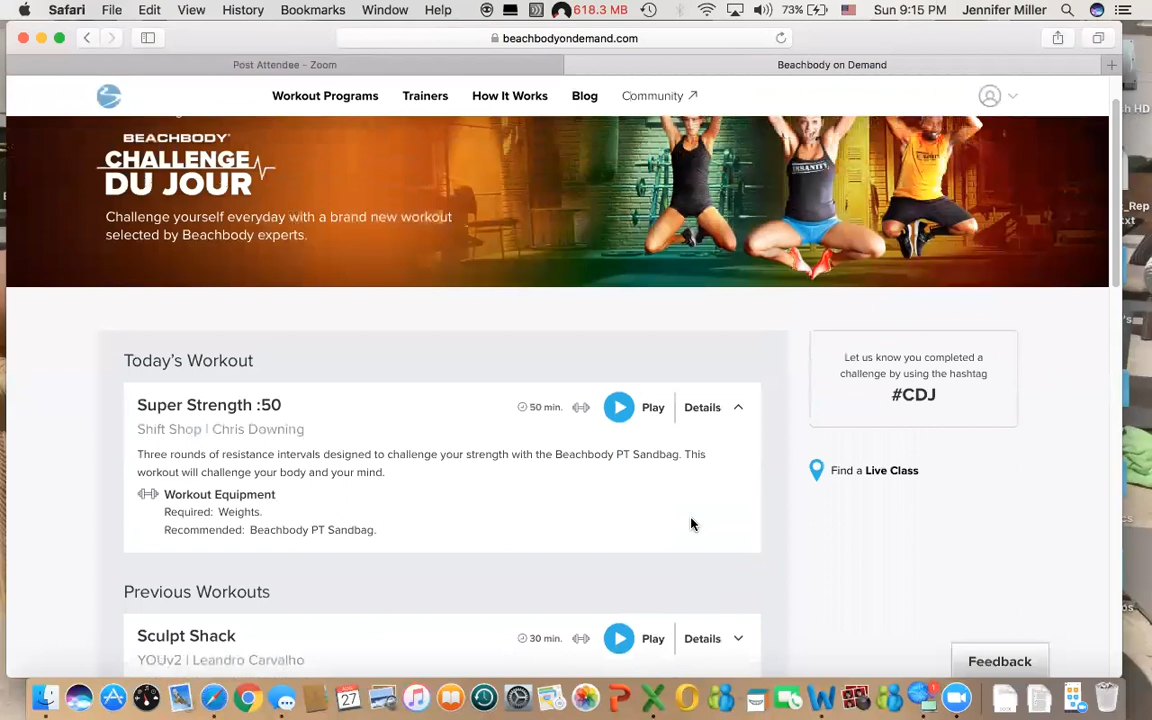 Safari File Edit View History Bookmarks Window Help 618.3 MB 73% Sun 9:15 PM Jennifer Miller
beachbodyondemand.com
Post Attendee - Zoom Beachbody on Demand
Workout Programs Trainers How It Works Blog Community
BEACHBODY
CHALLENGE
DU JOUR
Challenge yourself everyday with a brand new workout
selected by Beachbody experts.
INSANITY
Today's Workout
Super Strength :50 50 min. Play Details
Shift Shop | Chris Downing
Three rounds of resistance intervals designed to challenge your strength with the Beachbody PT Sandbag. This
workout will challenge your body and your mind.
Workout Equipment
Required: Weights.
Recommended: Beachbody PT Sandbag.
Previous Workouts
Sculpt Shack 30 min. Play Details
YOUv2 | Leandro Carvalho
Let us know you completed a
challenge by using the hashtag
#CDJ
Find a Live Class
Feedback
27